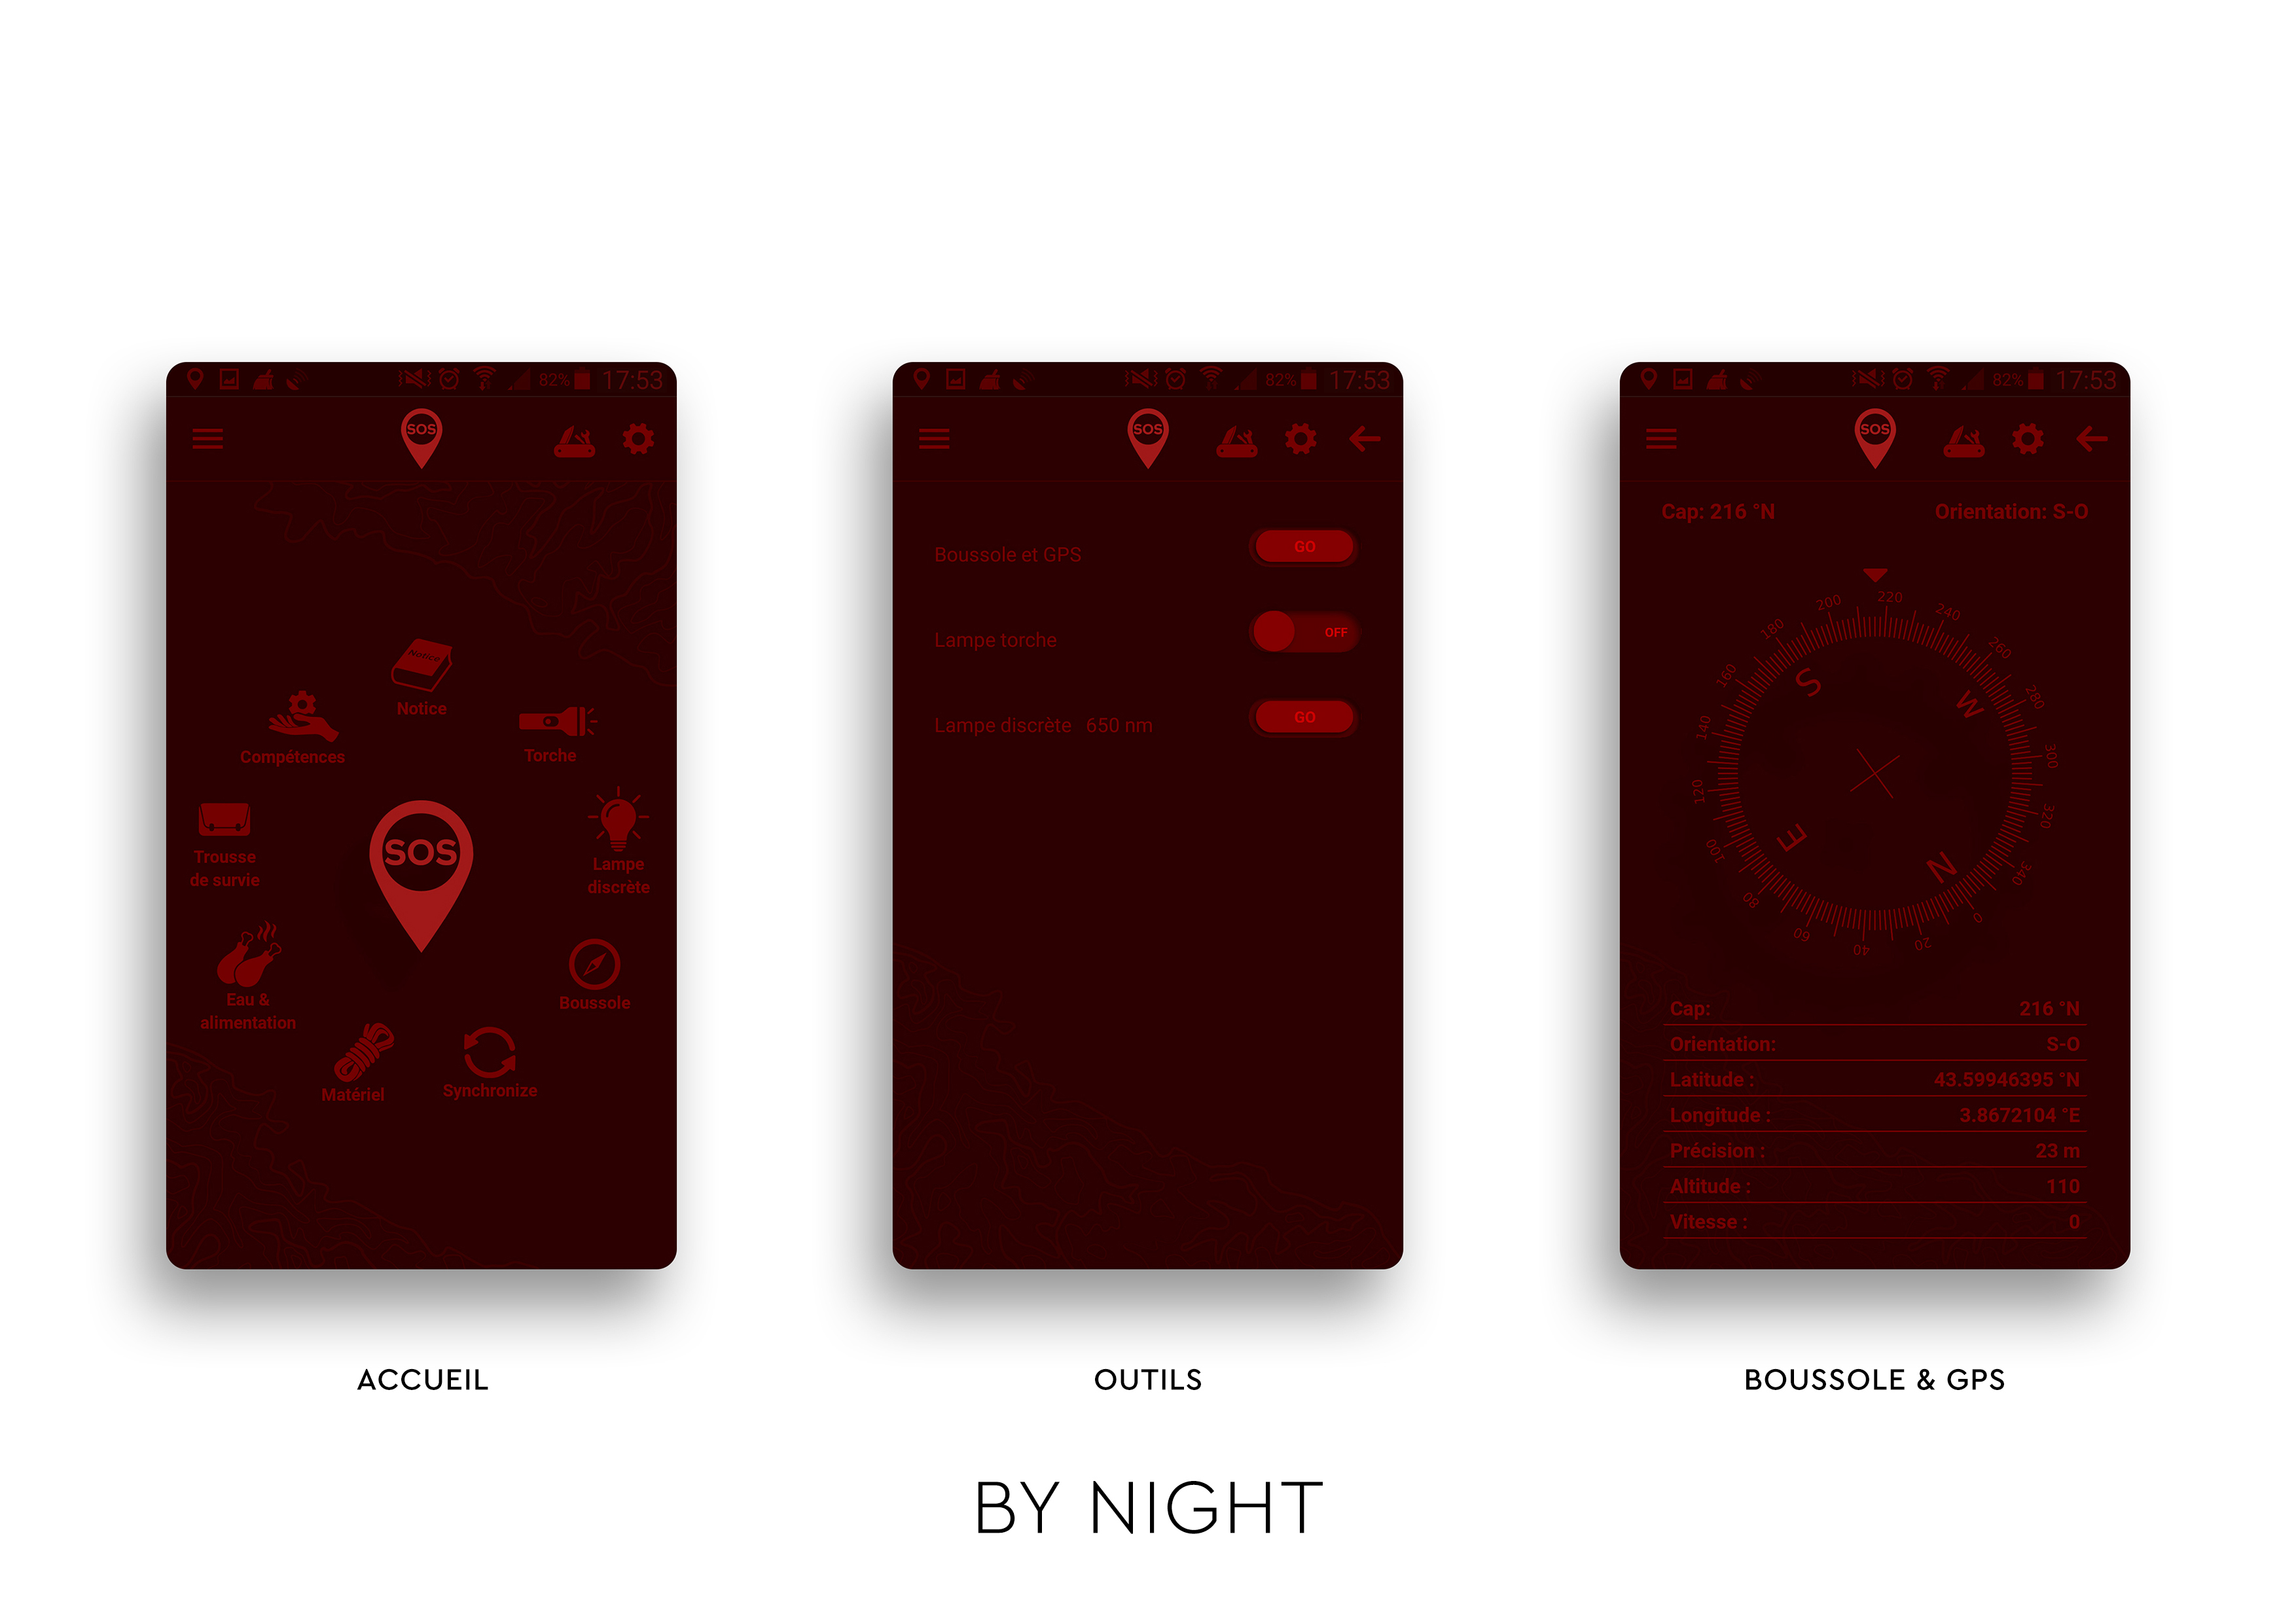 82% 17:53
SOS
Notice
Notice
Compétences
Torche
Trousse
de survie
SOS
Lampe
discrète
Eau &
alimentation
Boussole
Matériel
Synchronize
ACCUEIL
82% 17:53
SOS
Boussole et GPS GO
Lampe torche OFF
Lampe discrète 650 nm GO
OUTILS
82% 17:53
SOS
Cap: 216 °N Orientation: S-O
200 220 240
180 260
160 280
140 300
120 320
100 340
80 0
60 40 20
S W
E N
Cap: 216 °N
Orientation: S-O
Latitude : 43.59946395 °N
Longitude : 3.8672104 °E
Précision : 23 m
Altitude : 110
Vitesse : 0
BOUSSOLE & GPS
BY NIGHT